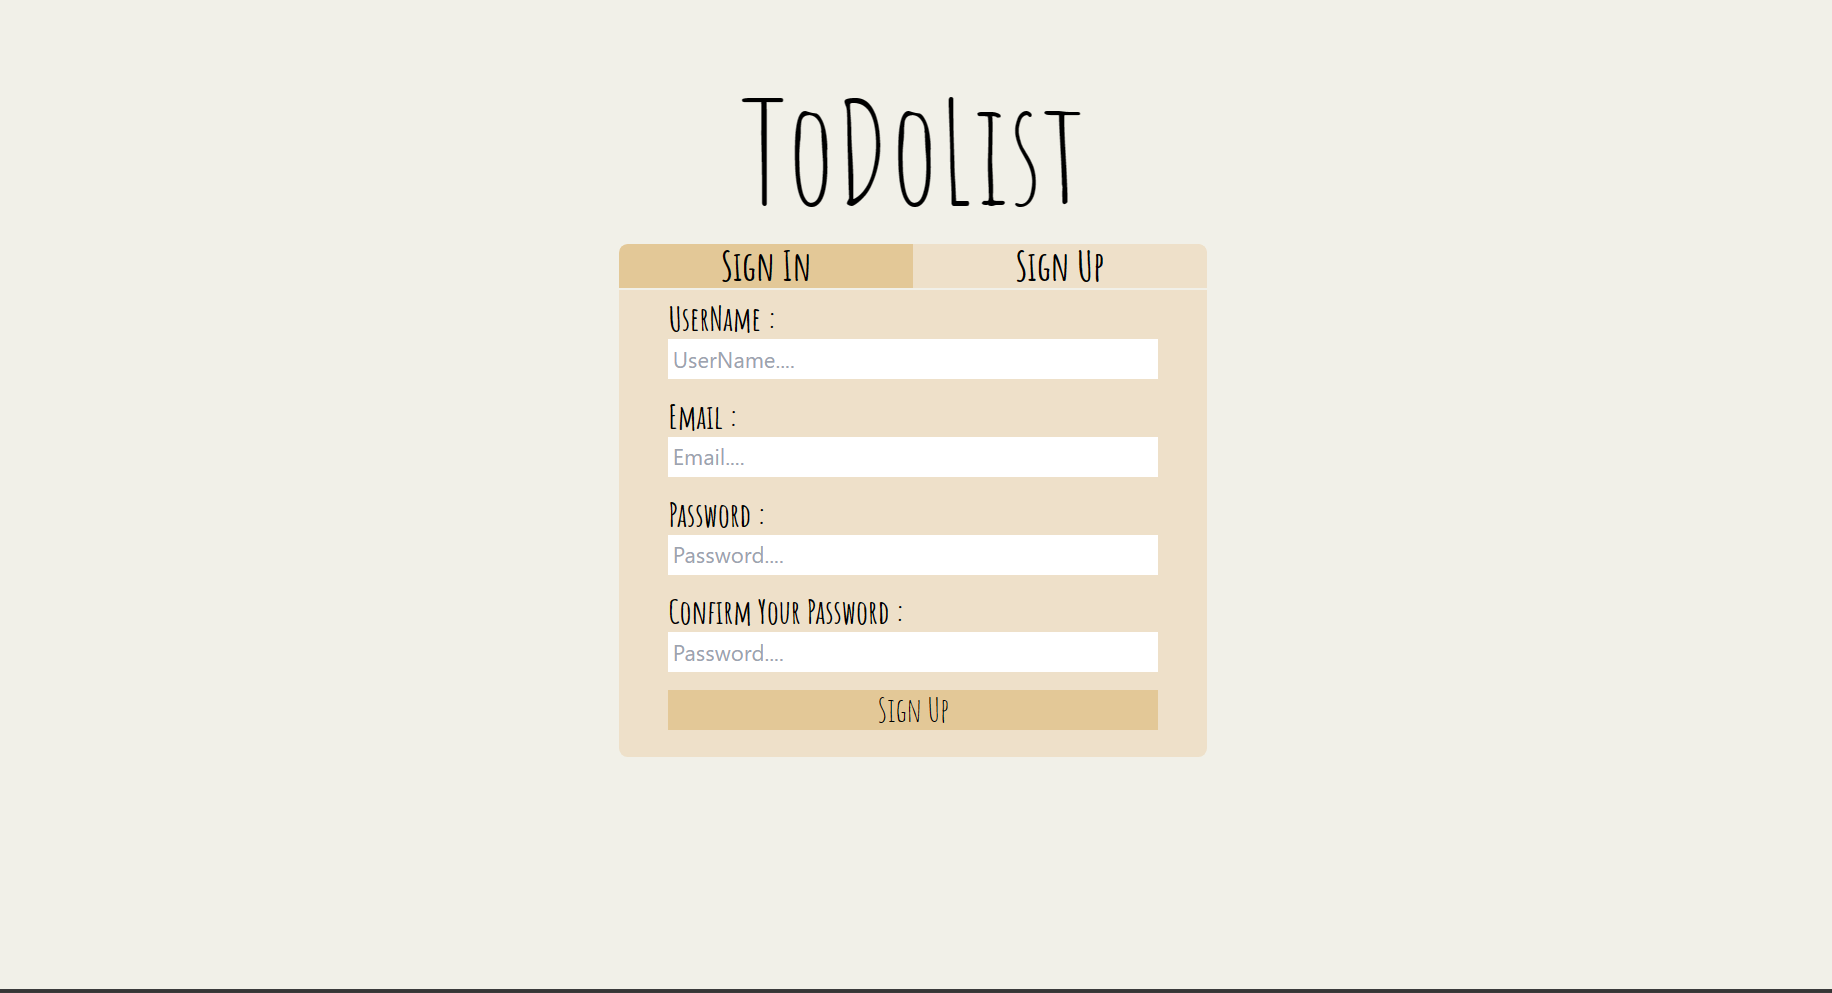 ToDoList
Sign In Sign Up
UserName :
UserName....
Email :
Email....
Password :
Password....
Confirm Your Password :
Password....
Sign Up